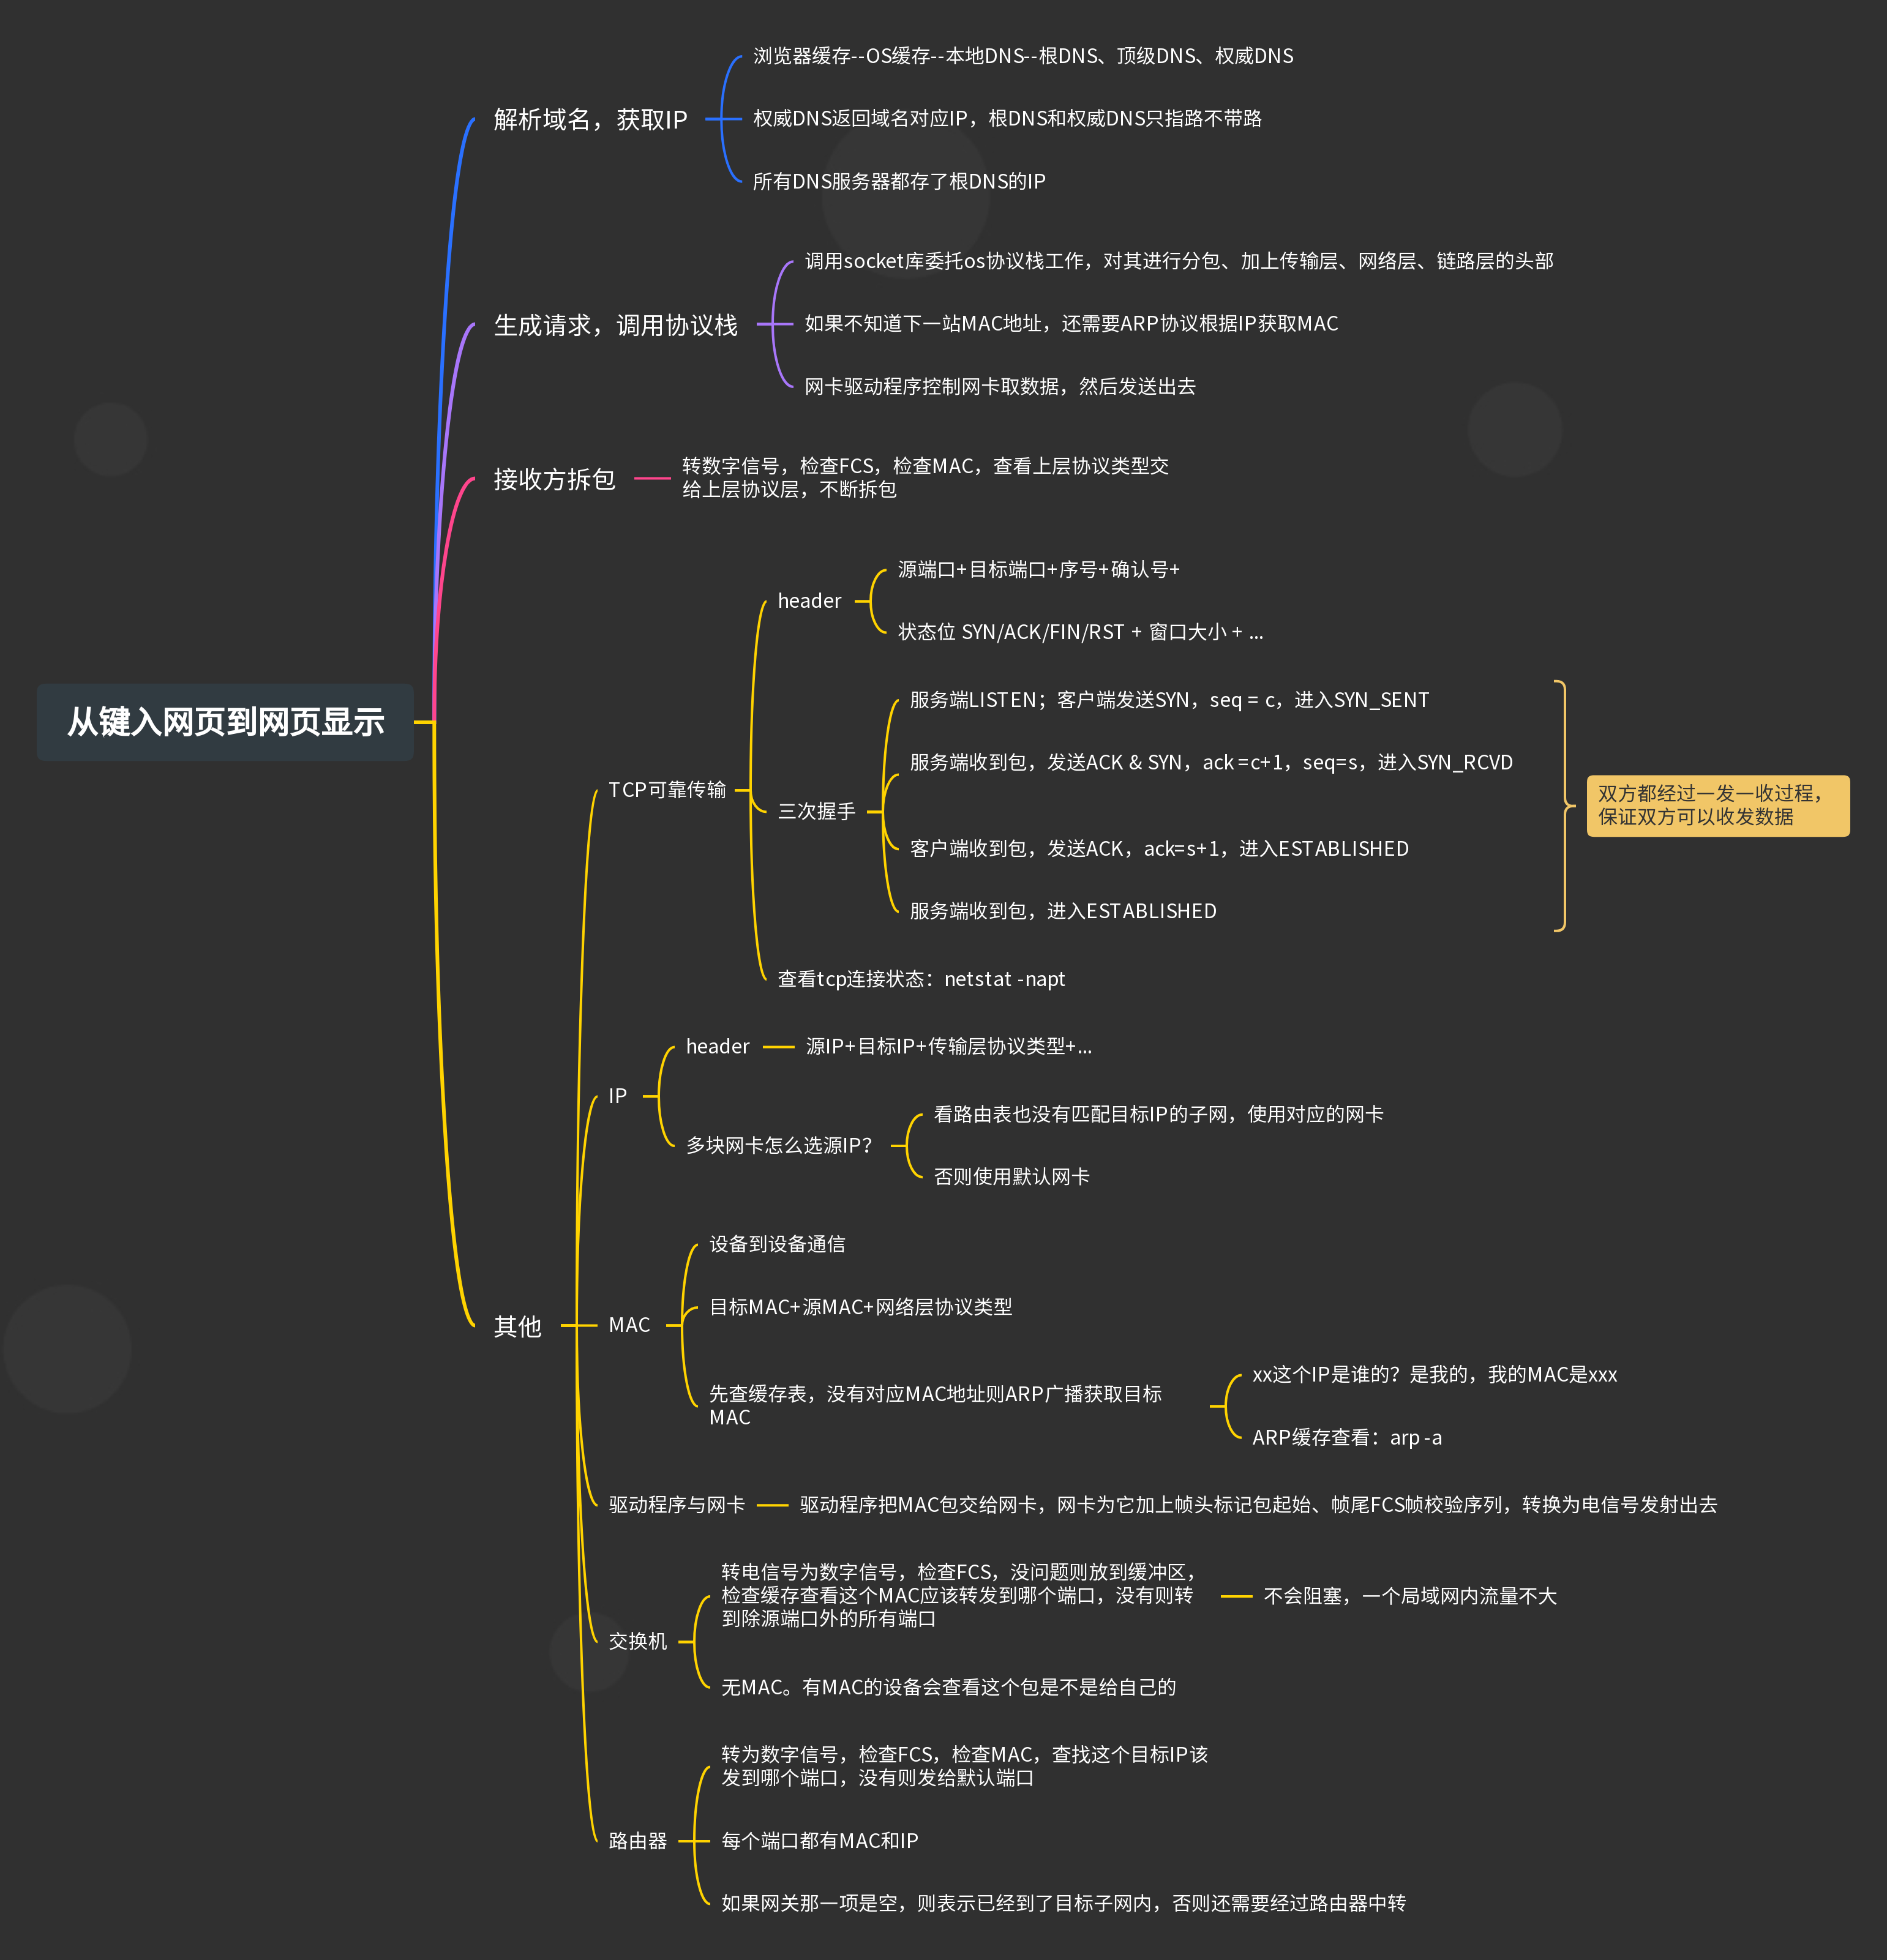 从键入网页到网页显示
解析域名，获取IP
浏览器缓存--OS缓存--本地DNS--根DNS、顶级DNS、权威DNS
权威DNS返回域名对应IP，根DNS和权威DNS只指路不带路
所有DNS服务器都存了根DNS的IP
生成请求，调用协议栈
调用socket库委托os协议栈工作，对其进行分包、加上传输层、网络层、链路层的头部
如果不知道下一站MAC地址，还需要ARP协议根据IP获取MAC
网卡驱动程序控制网卡取数据，然后发送出去
接收方拆包
转数字信号，检查FCS，检查MAC，查看上层协议类型交
给上层协议层，不断拆包
其他
TCP可靠传输
header
源端口+目标端口+序号+确认号+
状态位 SYN/ACK/FIN/RST + 窗口大小 + ...
三次握手
服务端LISTEN；客户端发送SYN，seq = c，进入SYN_SENT
服务端收到包，发送ACK & SYN，ack =c+1，seq=s，进入SYN_RCVD
客户端收到包，发送ACK，ack=s+1，进入ESTABLISHED
服务端收到包，进入ESTABLISHED
双方都经过一发一收过程，
保证双方可以收发数据
查看tcp连接状态：netstat -napt
IP
header
源IP+目标IP+传输层协议类型+...
多块网卡怎么选源IP？
看路由表也没有匹配目标IP的子网，使用对应的网卡
否则使用默认网卡
MAC
设备到设备通信
目标MAC+源MAC+网络层协议类型
先查缓存表，没有对应MAC地址则ARP广播获取目标
MAC
xx这个IP是谁的？是我的，我的MAC是xxx
ARP缓存查看：arp -a
驱动程序与网卡
驱动程序把MAC包交给网卡，网卡为它加上帧头标记包起始、帧尾FCS帧校验序列，转换为电信号发射出去
交换机
转电信号为数字信号，检查FCS，没问题则放到缓冲区，
检查缓存查看这个MAC应该转发到哪个端口，没有则转
到除源端口外的所有端口
不会阻塞，一个局域网内流量不大
无MAC。有MAC的设备会查看这个包是不是给自己的
路由器
转为数字信号，检查FCS，检查MAC，查找这个目标IP该
发到哪个端口，没有则发给默认端口
每个端口都有MAC和IP
如果网关那一项是空，则表示已经到了目标子网内，否则还需要经过路由器中转